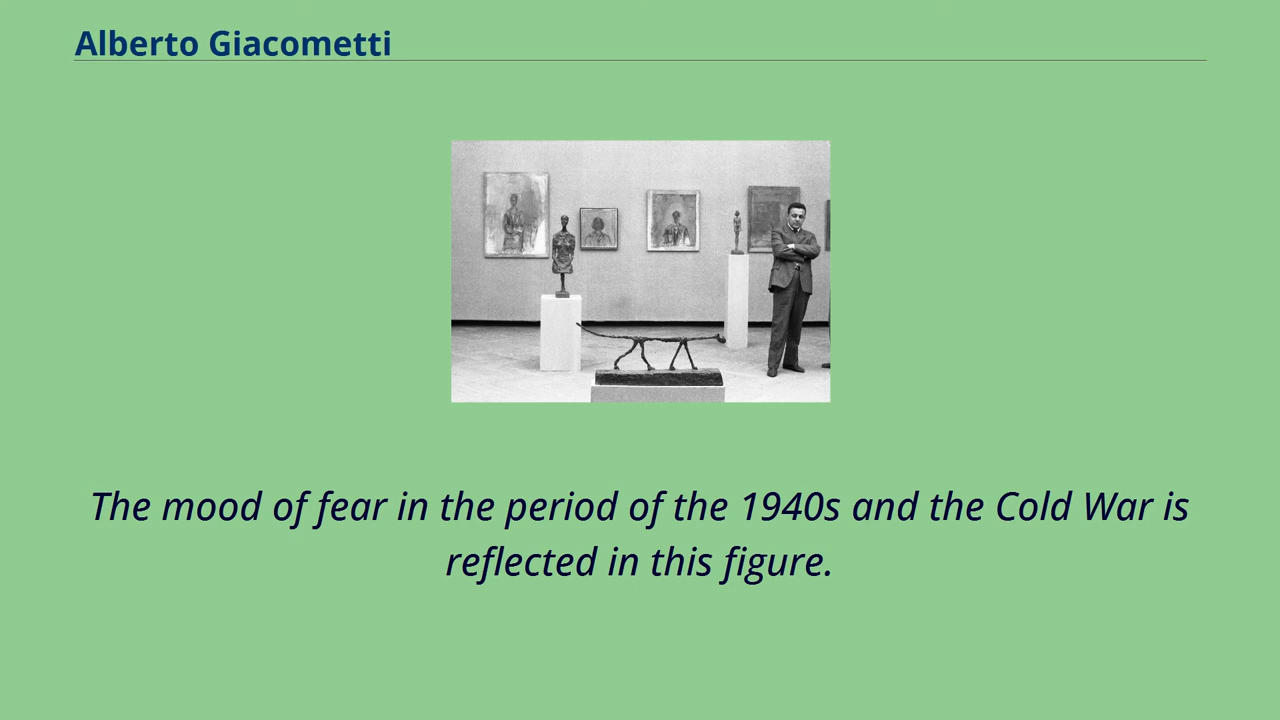 Alberto Giacometti
The mood of fear in the period of the 1940s and the Cold War is
reflected in this figure.